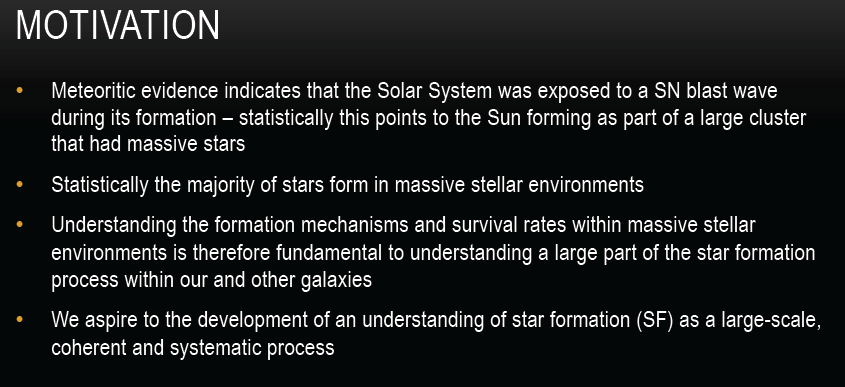 MOTIVATION
• Meteoritic evidence indicates that the Solar System was exposed to a SN blast wave
during its formation – statistically this points to the Sun forming as part of a large cluster
that had massive stars
• Statistically the majority of stars form in massive stellar environments
• Understanding the formation mechanisms and survival rates within massive stellar
environments is therefore fundamental to understanding a large part of the star formation
process within our and other galaxies
• We aspire to the development of an understanding of star formation (SF) as a large-scale,
coherent and systematic process